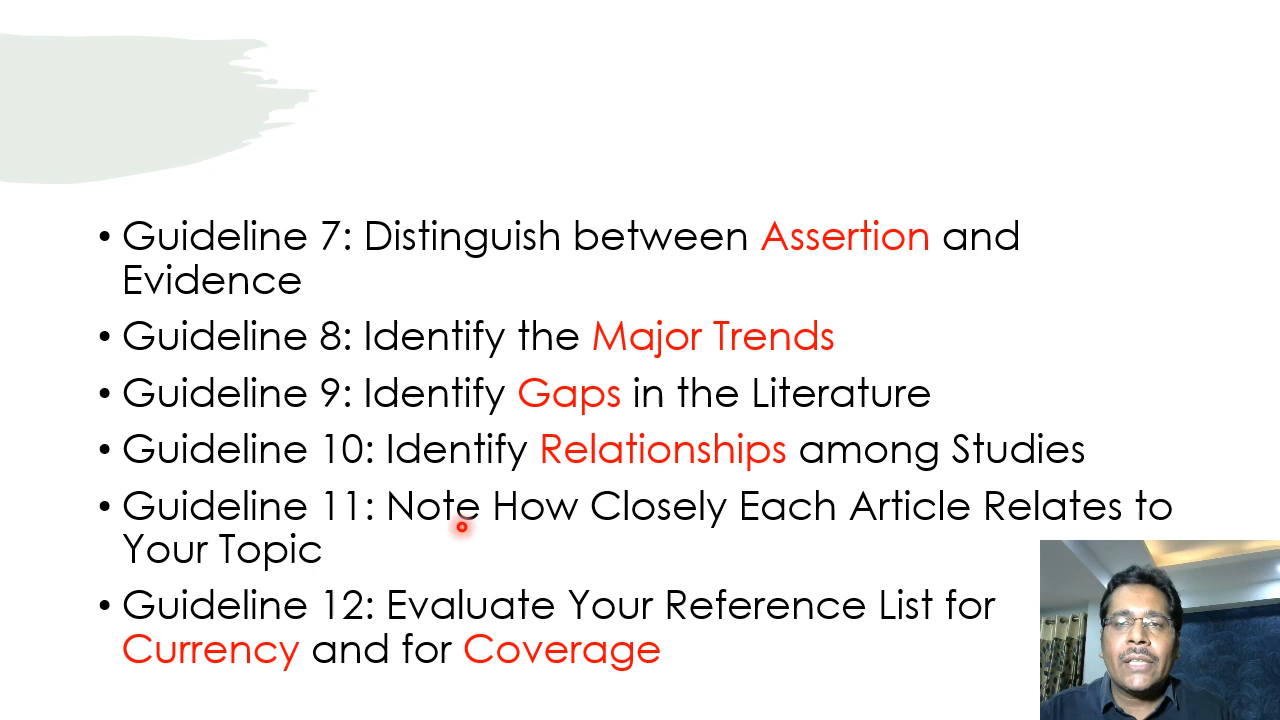 • Guideline 7: Distinguish between Assertion and
Evidence
• Guideline 8: Identify the Major Trends
• Guideline 9: Identify Gaps in the Literature
• Guideline 10: Identify Relationships among Studies
• Guideline 11: Note How Closely Each Article Relates to
Your Topic
• Guideline 12: Evaluate Your Reference List for
Currency and for Coverage